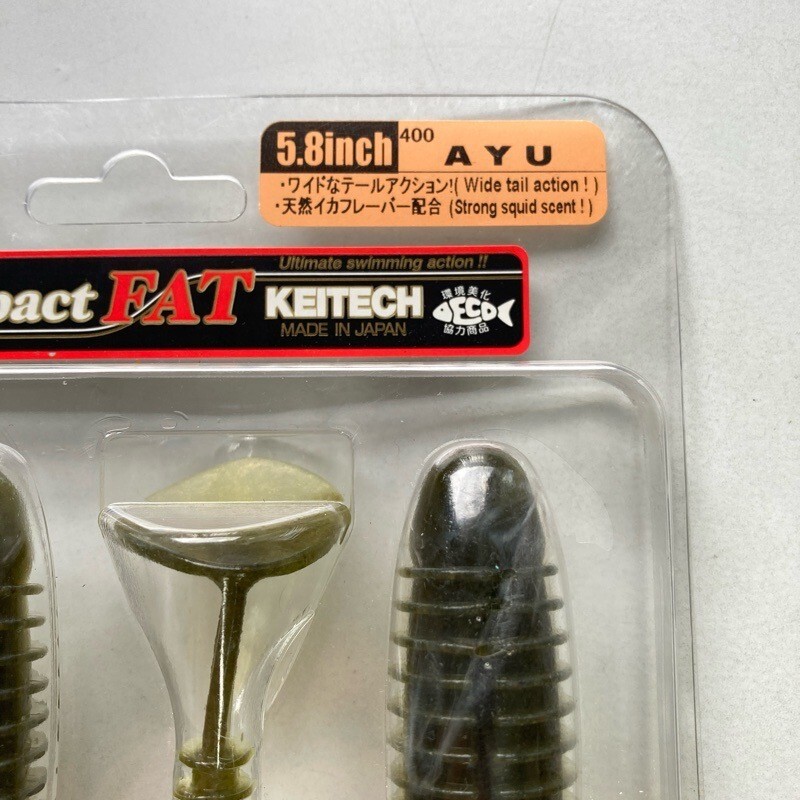 5.8inch 400 AYU
・ワイドなテールアクション!( Wide tail action ! )
・天然イカフレーバー配合 (Strong squid scent ! )
Ultimate swimming action !!
pact FAT KEITECH
MADE IN JAPAN
環境美化
ECO
協力商品